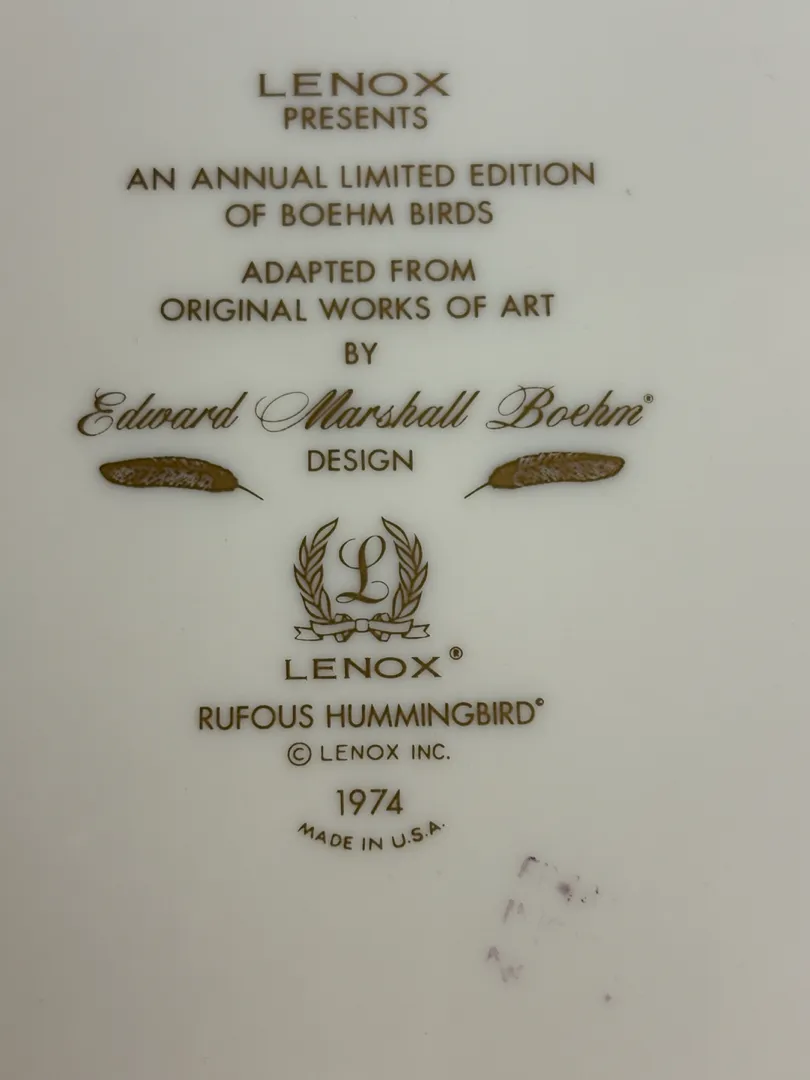 LENOX
PRESENTS
AN ANNUAL LIMITED EDITION
OF BOEHM BIRDS
ADAPTED FROM
ORIGINAL WORKS OF ART
BY
Edward Marshall Boehm®
DESIGN
L
LENOX®
RUFOUS HUMMINGBIRD©
© LENOX INC.
1974
MADE IN U.S.A.